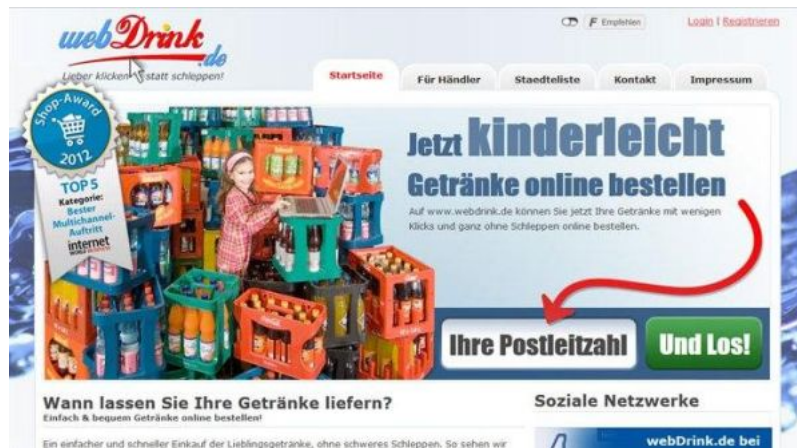 webDrink.de
Lieber klicken statt schleppen!
Empfehlen
Login | Registrieren
Startseite
Für Händler
Staedteliste
Kontakt
Impressum
Shop-Award
2012
TOP 5
Kategorie:
Bester
Multichannel-
Auftritt
internet
WORLD BUSINESS
Jetzt kinderleicht
Getränke online bestellen
Auf www.webdrink.de können Sie jetzt Ihre Getränke mit wenigen
Klicks und ganz ohne Schleppen online bestellen.
Ihre Postleitzahl
Und Los!
Wann lassen Sie Ihre Getränke liefern?
Einfach & bequem Getränke online bestellen!
Ein einfacher und schneller Einkauf der Lieblingsgetränke, ohne schweres Schleppen. So sehen wir
Soziale Netzwerke
webDrink.de bei